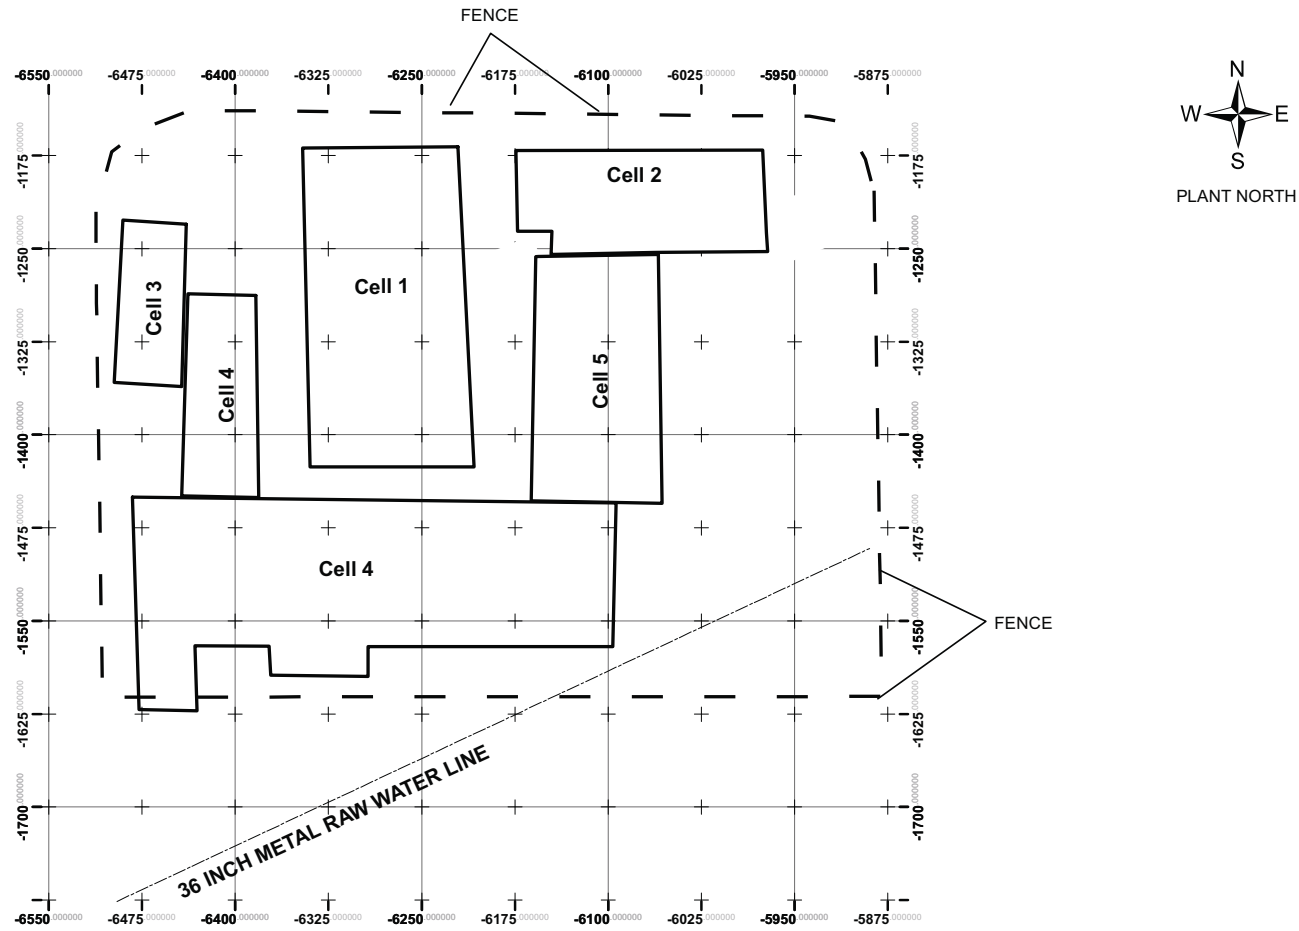 FENCE
-6550.000000 -6475.000000 -6400.000000 -6325.000000 -6250.000000 -6175.000000 -6100.000000 -6025.000000 -5950.000000 -5875.000000
N
W E
S
PLANT NORTH
-1175.000000
-1250.000000
-1325.000000
-1400.000000
-1475.000000
-1550.000000
-1625.000000
-1700.000000
Cell 2
Cell 1
Cell 3
Cell 4
Cell 5
Cell 4
36 INCH METAL RAW WATER LINE
-1175.000000
-1250.000000
-1325.000000
-1400.000000
-1475.000000
-1550.000000
-1625.000000
-1700.000000
FENCE
-6550.000000 -6475.000000 -6400.000000 -6325.000000 -6250.000000 -6175.000000 -6100.000000 -6025.000000 -5950.000000 -5875.000000